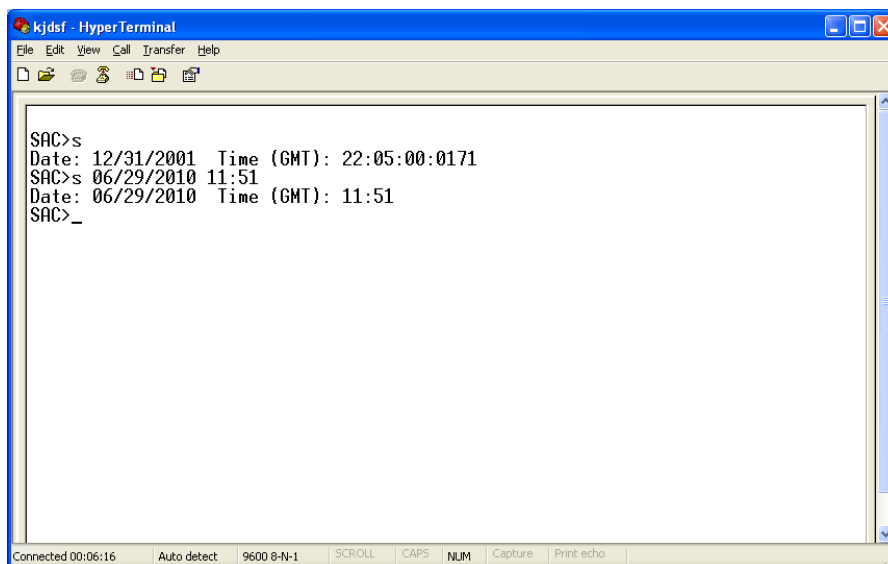 kjdsf - HyperTerminal
File Edit View Call Transfer Help
SAC>s
Date: 12/31/2001 Time (GMT): 22:05:00:0171
SAC>s 06/29/2010 11:51
Date: 06/29/2010 Time (GMT): 11:51
SAC>_
Connected 00:06:16 Auto detect 9600 8-N-1 SCROLL CAPS NUM Capture Print echo